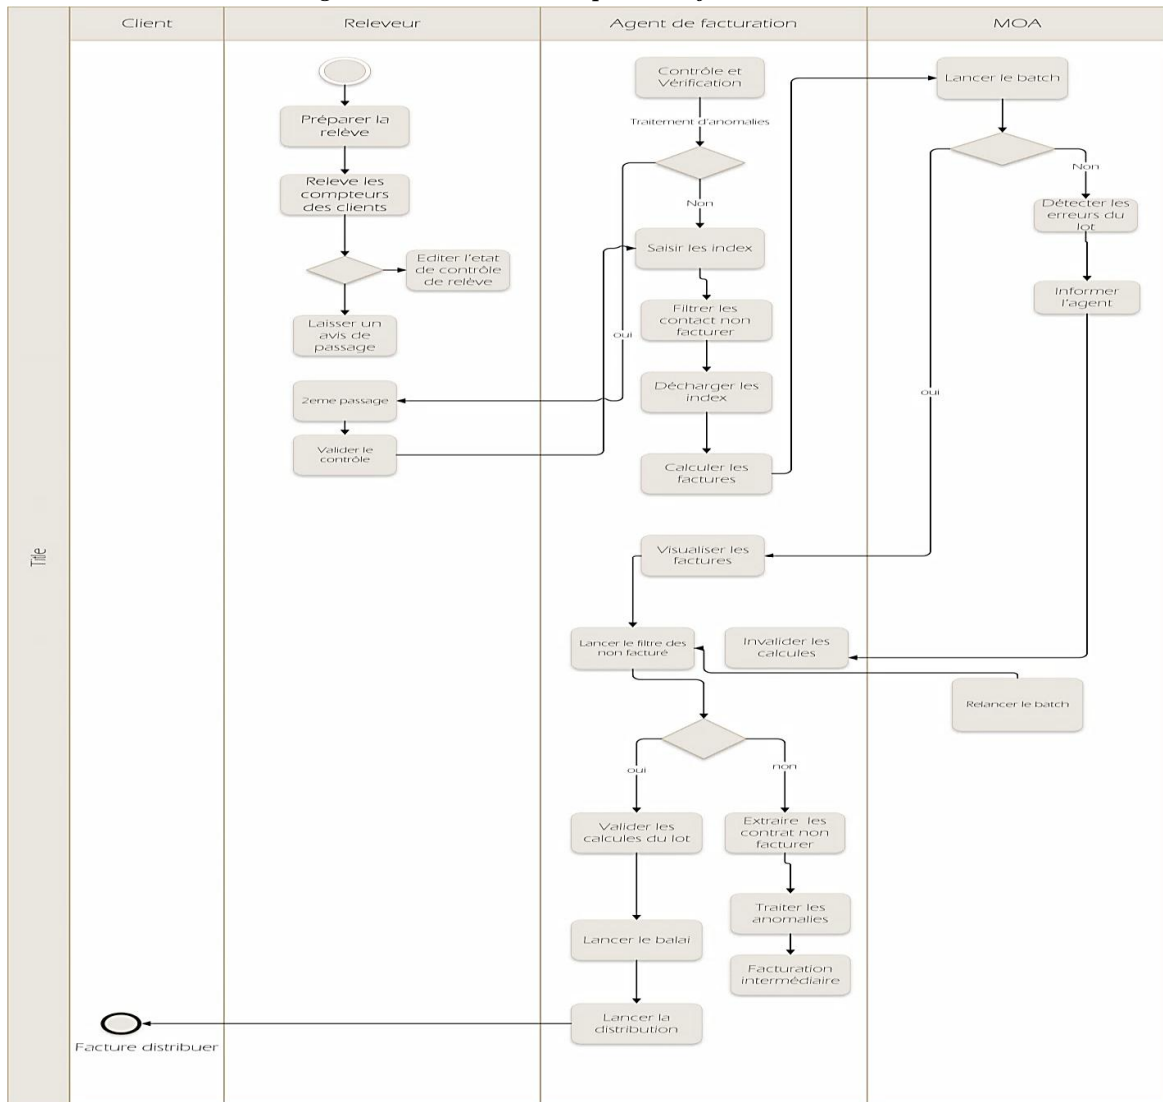 Client
Releveur
Agent de facturation
MOA
Title
Préparer la
relève
Releve les
compteurs
des clients
Editer l'etat
de contrôle
de relève
Laisser un
avis de
passage
2eme passage
Valider le
contrôle
Contrôle et
Vérification
Traitement d'anomalies
Non
oui
Saisir les index
Filtrer les
contact non
facturer
Décharger les
index
Calculer les
factures
Lancer le batch
Non
oui
Détecter les
erreurs du
lot
Informer
l'agent
Visualiser les
factures
Lancer le filtre des
non facturé
Invalider les
calcules
Relancer le batch
oui
non
Valider les
calcules du lot
Extraire les
contrat non
facturer
Traiter les
anomalies
Lancer le balai
Facturation
intermédiaire
Lancer la
distribution
Facture distribuer